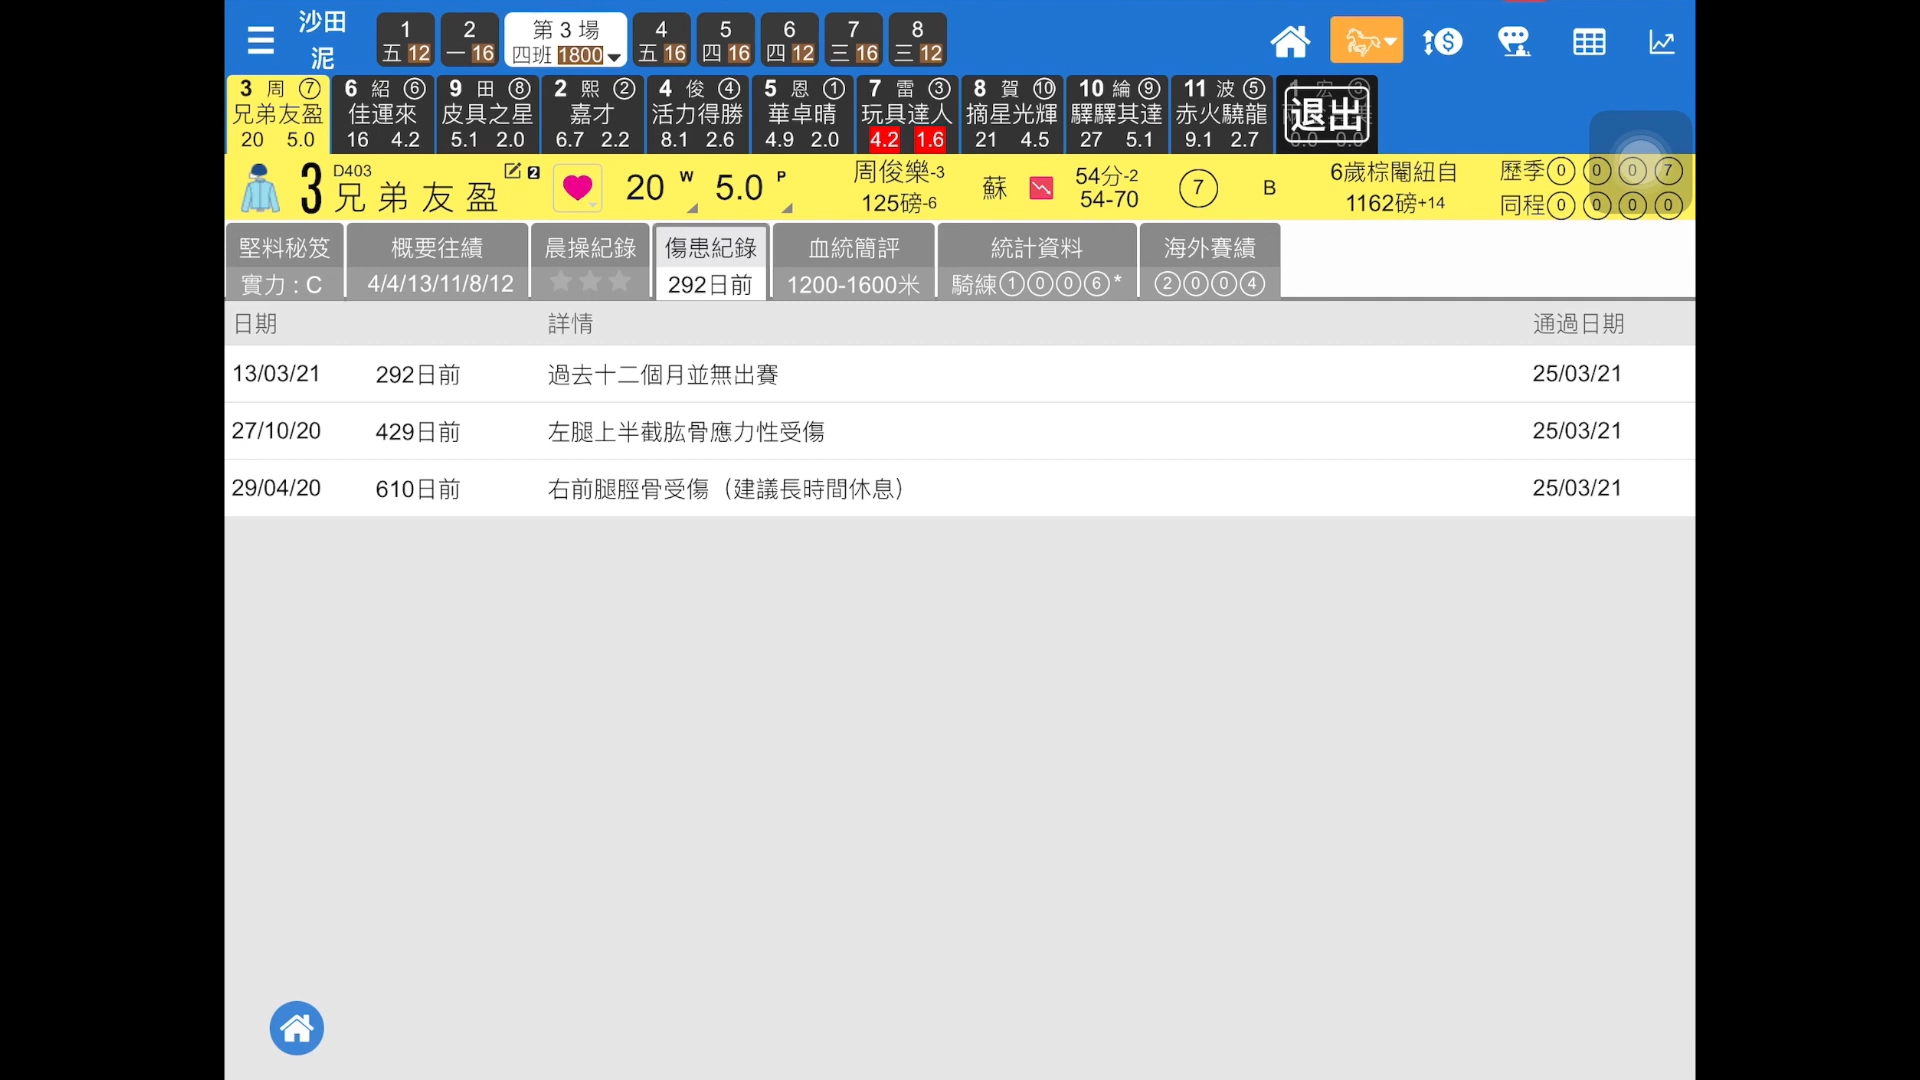 沙田
泥
1 五 12
2 一 16
第 3 場 四班 1800
4 五 16
5 四 16
6 四 12
7 三 16
8 三 12
3 周 ⑦
兄弟友盈
20 5.0
6 紹 ⑥
佳運來
16 4.2
9 田 ⑧
皮具之星
5.1 2.0
2 熙 ②
嘉才
6.7 2.2
4 俊 ④
活力得勝
8.1 2.6
5 恩 ①
華卓晴
4.9 2.0
7 雷 ③
玩具達人
4.2 1.6
8 賀 ⑩
摘星光輝
21 4.5
10 綸 ⑨
驛驛其達
27 5.1
11 波 ⑤
赤火驍龍
9.1 2.7
退出
0.0 0.0
3 D403 兄弟友盈 2
20 W 5.0 P
周俊樂-3
125磅-6
蘇
54分-2
54-70
⑦
B
6歲棕閹紐自
1162磅+14
歷季⓪⓪⓪⑦
同程⓪⓪⓪⓪
堅料秘笈
實力 : C
概要往績
4/4/13/11/8/12
晨操紀錄
傷患紀錄
292日前
血統簡評
1200-1600米
統計資料
騎練①⓪⓪⑥*
海外賽績
②⓪⓪④
日期 詳情 通過日期
13/03/21 292日前 過去十二個月並無出賽 25/03/21
27/10/20 429日前 左腿上半截肱骨應力性受傷 25/03/21
29/04/20 610日前 右前腿脛骨受傷（建議長時間休息） 25/03/21